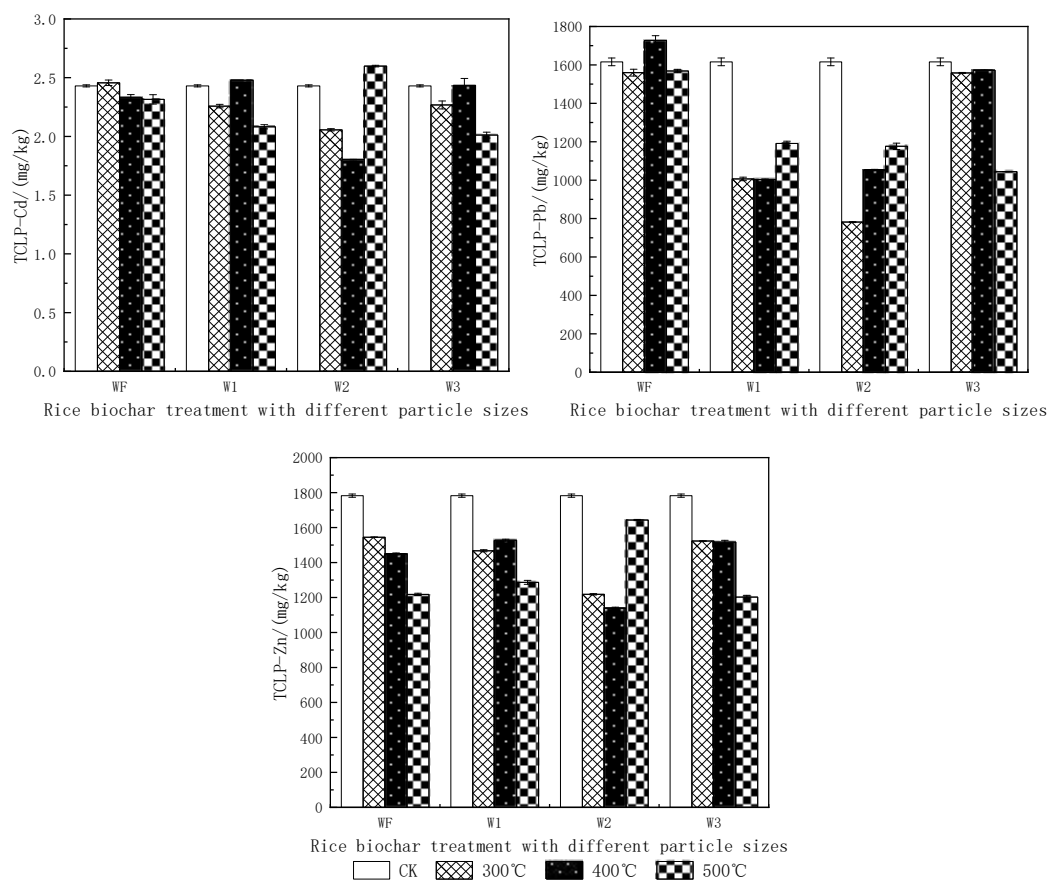 3.0
2.5
2.0
1.5
1.0
0.5
0.0
TCLP-Cd/(mg/kg)
WF W1 W2 W3
Rice biochar treatment with different particle sizes
1800
1600
1400
1200
1000
800
600
400
200
0
TCLP-Pb/(mg/kg)
WF W1 W2 W3
Rice biochar treatment with different particle sizes
2000
1800
1600
1400
1200
1000
800
600
400
200
0
TCLP-Zn/(mg/kg)
WF W1 W2 W3
Rice biochar treatment with different particle sizes
CK 300℃ 400℃ 500℃